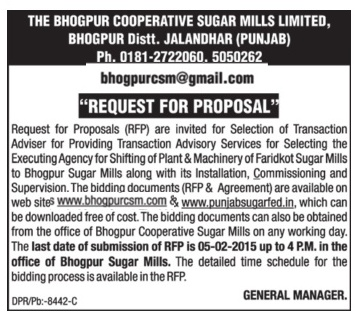 THE BHOGPUR COOPERATIVE SUGAR MILLS LIMITED,
BHOGPUR Distt. JALANDHAR (PUNJAB)
Ph. 0181-2722060. 5050262
bhogpurcsm@gmail.com
“REQUEST FOR PROPOSAL”
Request for Proposals (RFP) are invited for Selection of Transaction
Adviser for Providing Transaction Advisory Services for Selecting the
Executing Agency for Shifting of Plant & Machinery of Faridkot Sugar Mills
to Bhogpur Sugar Mills along with its Installation, Commissioning and
Supervision. The bidding documents (RFP & Agreement) are available on
web sites www.bhogpurcsm.com & www.punjabsugarfed.in, which can
be downloaded free of cost. The bidding documents can also be obtained
from the office of Bhogpur Cooperative Sugar Mills on any working day.
The last date of submission of RFP is 05-02-2015 up to 4 P.M. in the
office of Bhogpur Sugar Mills. The detailed time schedule for the
bidding process is available in the RFP.
GENERAL MANAGER.
DPR/Pb:-8442-C